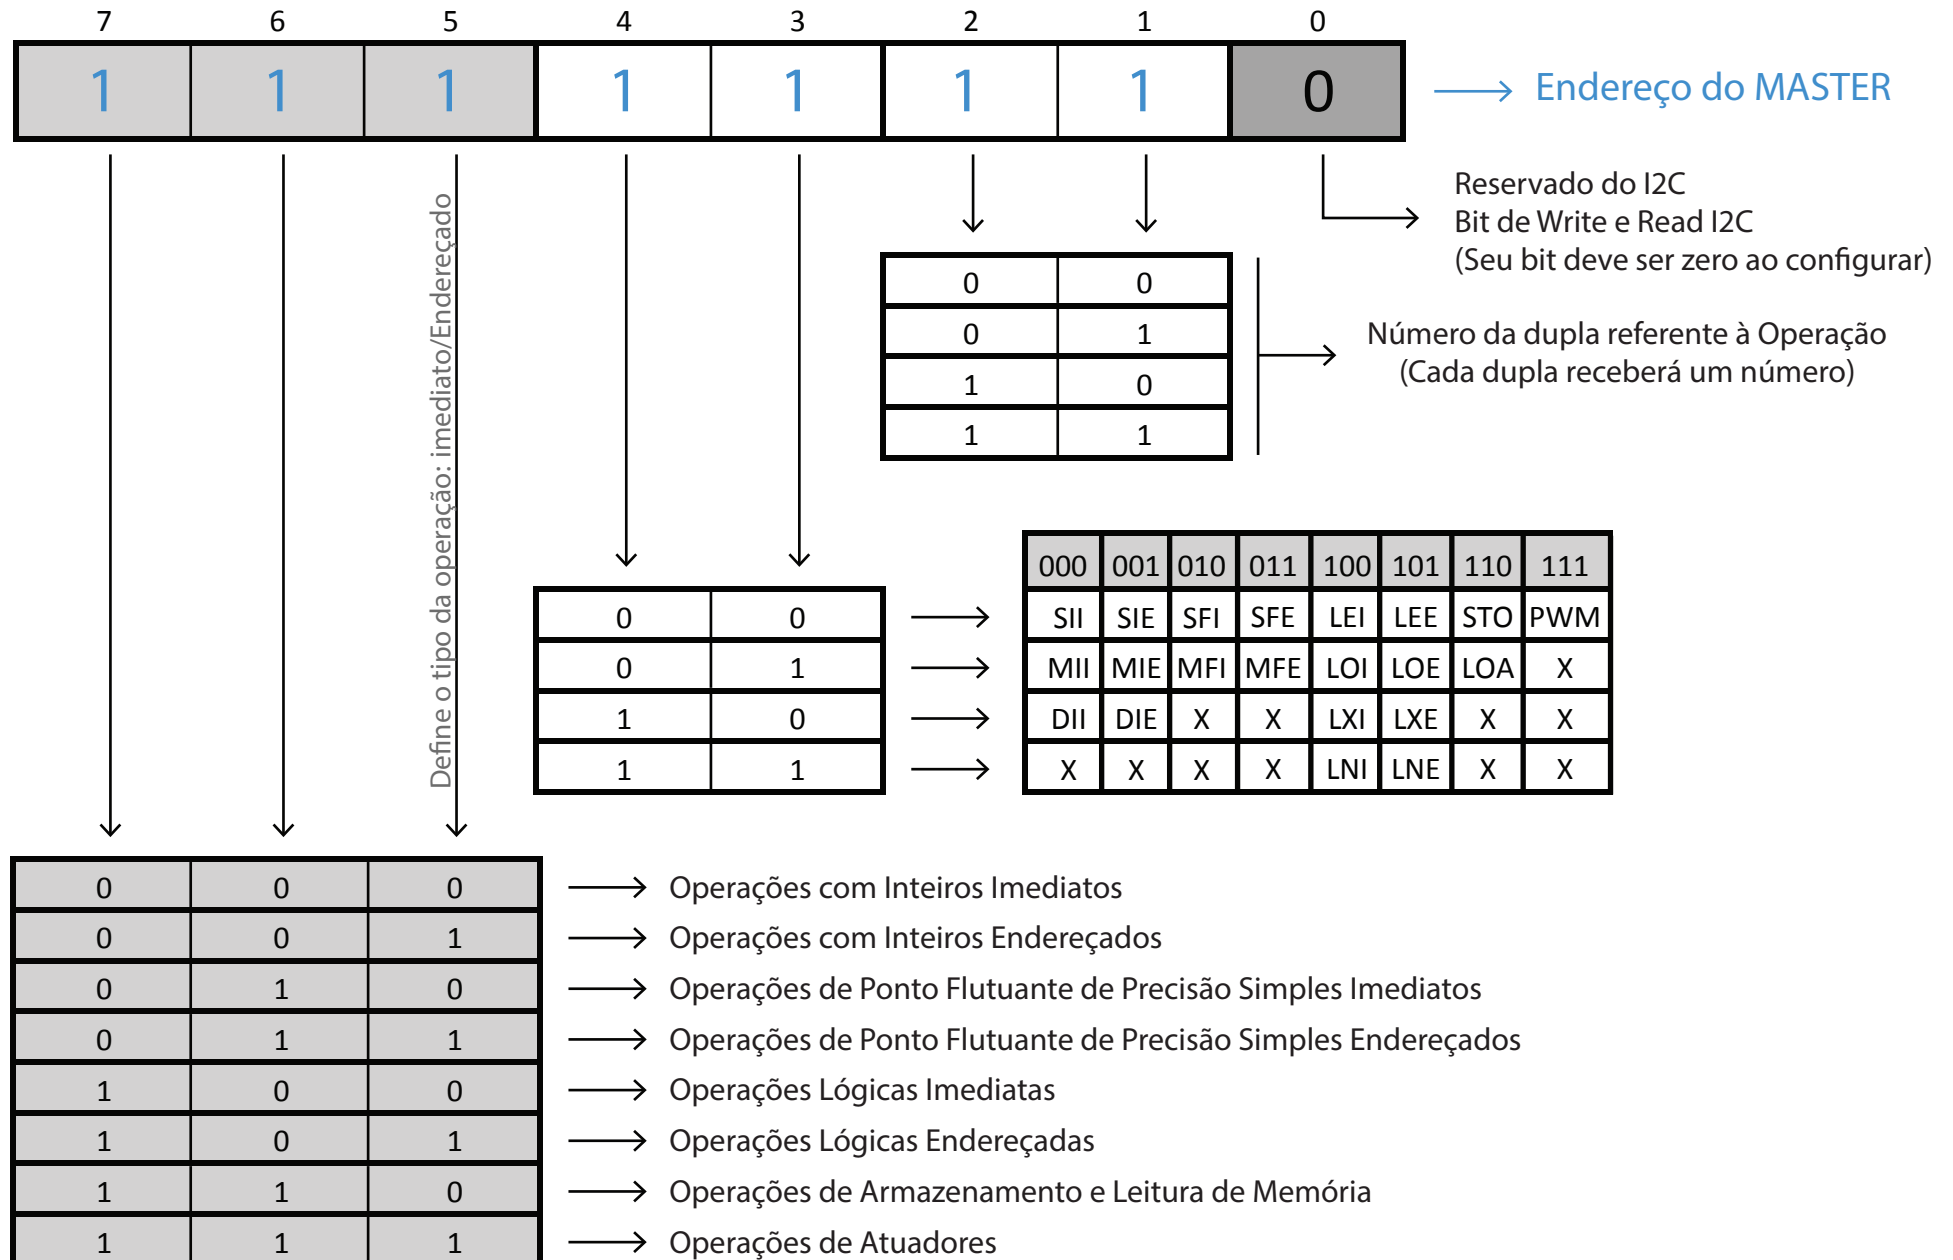 7 6 5 4 3 2 1 0
1 1 1 1 1 1 1 0
Endereço do MASTER
Reservado do I2C
Bit de Write e Read I2C
(Seu bit deve ser zero ao configurar)
0 0
0 1
1 0
1 1
Número da dupla referente à Operação
(Cada dupla receberá um número)
Define o tipo da operação: imediato/Endereçado
000 001 010 011 100 101 110 111
0 0 SII SIE SFI SFE LEI LEE STO PWM
0 1 MII MIE MFI MFE LOI LOE LOA X
1 0 DII DIE X X LXI LXE X X
1 1 X X X X LNI LNE X X
0 0 0 Operações com Inteiros Imediatos
0 0 1 Operações com Inteiros Endereçados
0 1 0 Operações de Ponto Flutuante de Precisão Simples Imediatos
0 1 1 Operações de Ponto Flutuante de Precisão Simples Endereçados
1 0 0 Operações Lógicas Imediatas
1 0 1 Operações Lógicas Endereçadas
1 1 0 Operações de Armazenamento e Leitura de Memória
1 1 1 Operações de Atuadores